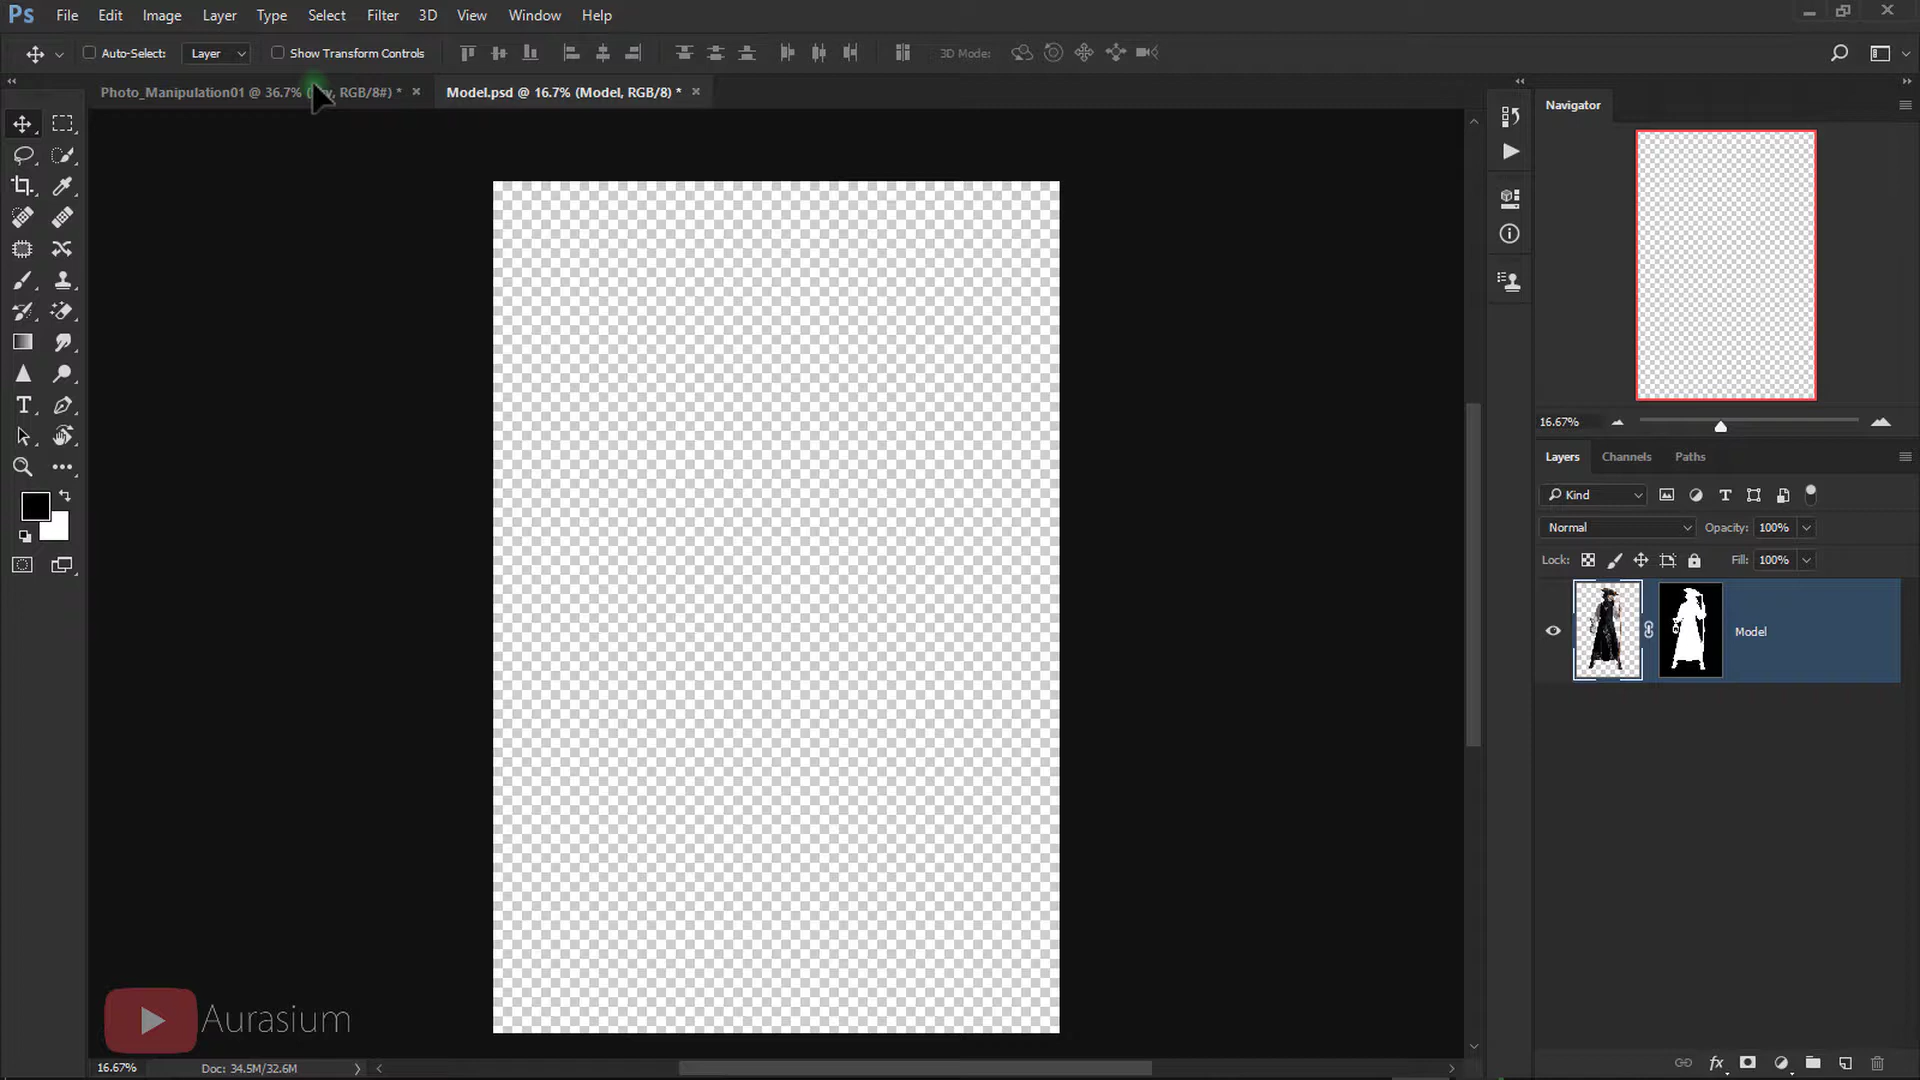 Ps File Edit Image Layer Type Select Filter 3D View Window Help
Auto-Select: Layer Show Transform Controls 3D Mode:
Photo_Manipulation01 @ 36.7% RGB/8#) * × Model.psd @ 16.7% (Model, RGB/8) * ×
Navigator
16.67%
Layers Channels Paths
Kind
Normal Opacity: 100%
Lock: Fill: 100%
Model
Aurasium
16.67% Doc: 34.5M/32.6M